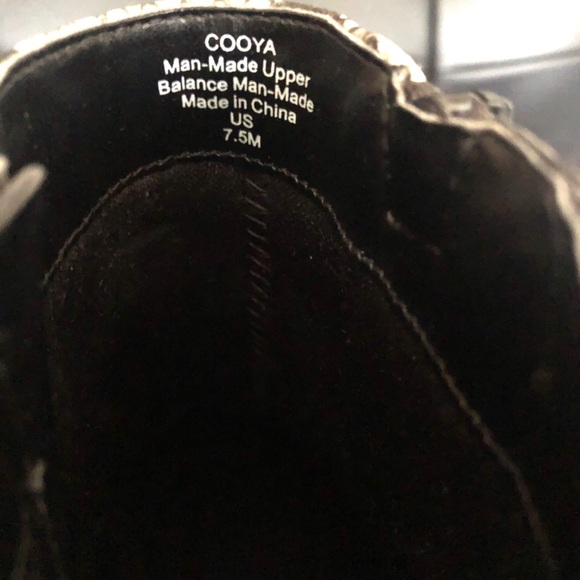 COOYA
Man-Made Upper
Balance Man-Made
Made in China
US
7.5M